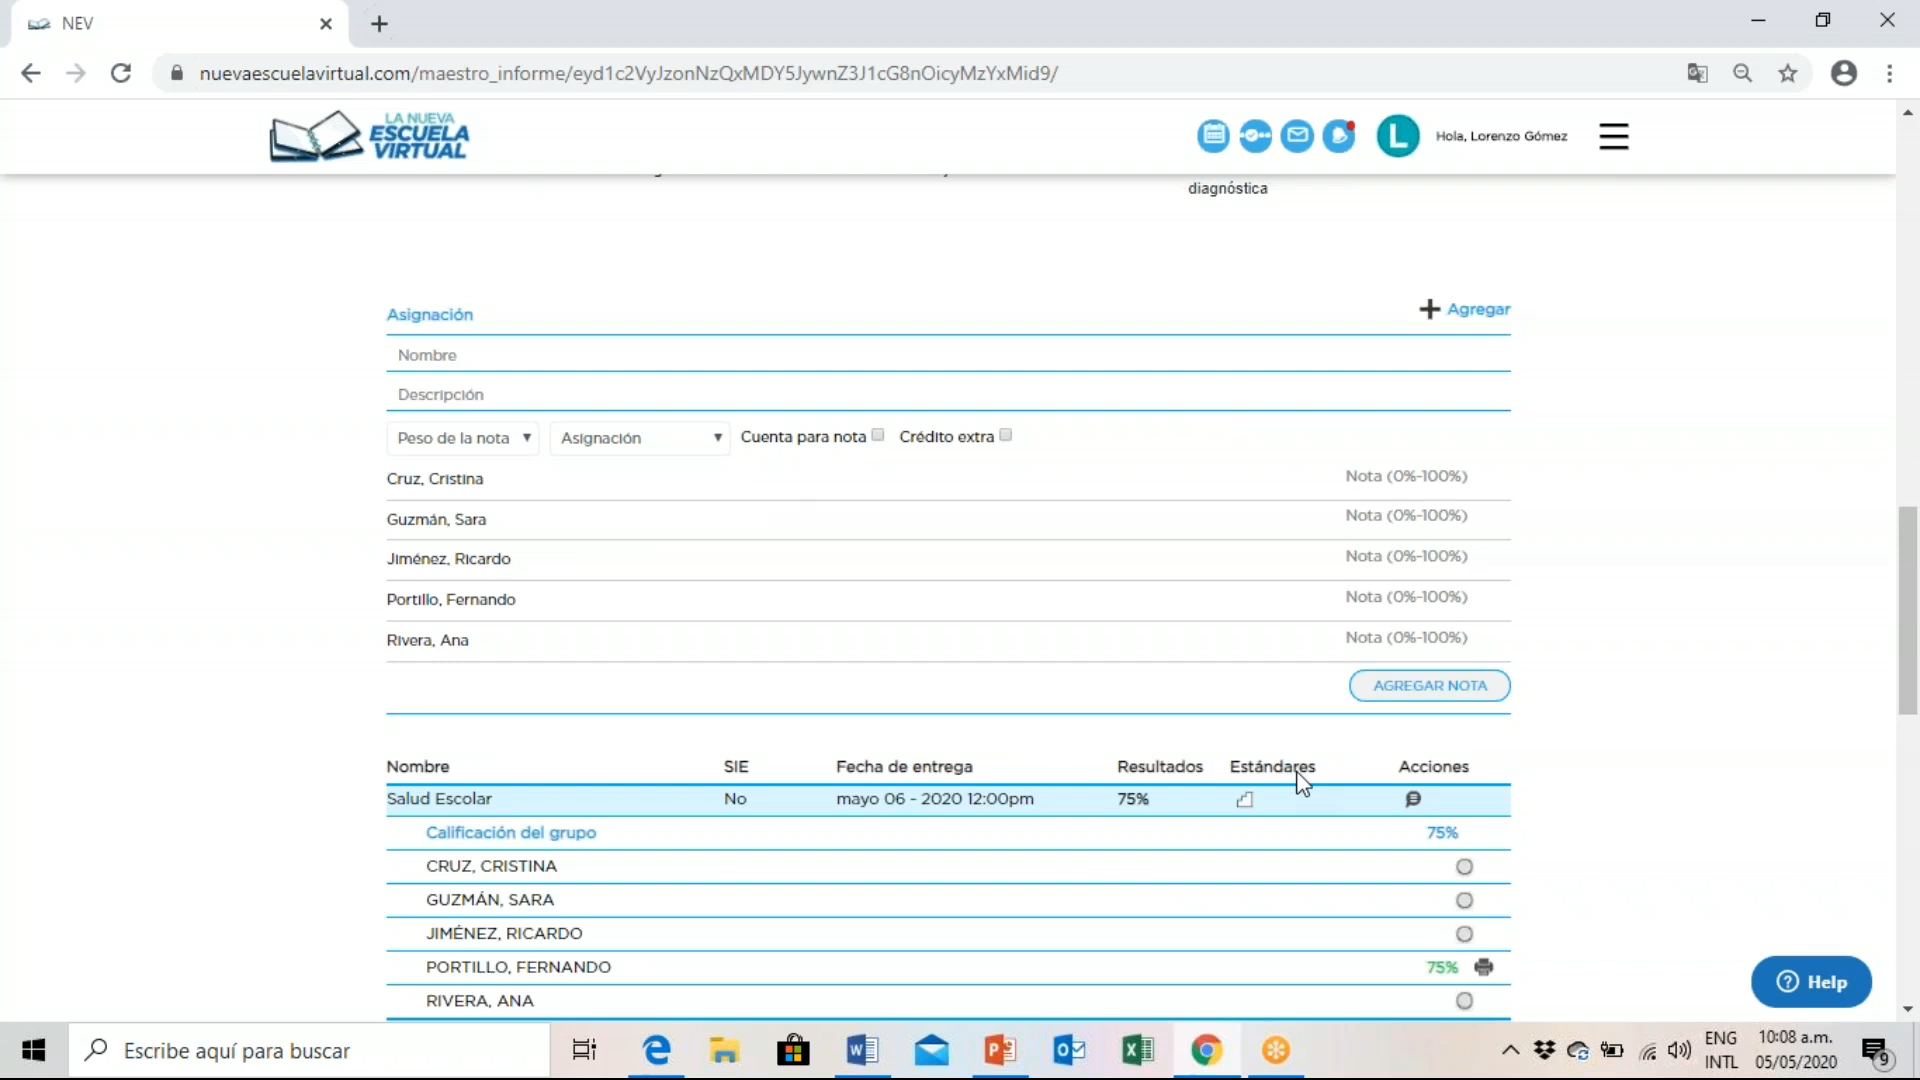 NEV
nuevaescuelavirtual.com/maestro_informe/eyd1c2VyJzonNzQxMDY5JywnZ3J1cG8nOicyMzYxMid9/
LA NUEVA
ESCUELA
VIRTUAL
L
Hola, Lorenzo Gómez
diagnóstica
Asignación
Agregar
Nombre
Descripción
Peso de la nota Asignación Cuenta para nota Crédito extra
Cruz, Cristina Nota (0%-100%)
Guzmán, Sara Nota (0%-100%)
Jiménez, Ricardo Nota (0%-100%)
Portillo, Fernando Nota (0%-100%)
Rivera, Ana Nota (0%-100%)
AGREGAR NOTA
Nombre SIE Fecha de entrega Resultados Estándares Acciones
Salud Escolar No mayo 06 - 2020 12:00pm 75%
Calificación del grupo 75%
CRUZ, CRISTINA
GUZMÁN, SARA
JIMÉNEZ, RICARDO
PORTILLO, FERNANDO 75%
RIVERA, ANA
Help
Escribe aquí para buscar
ENG
INTL
10:08 a.m.
05/05/2020
9